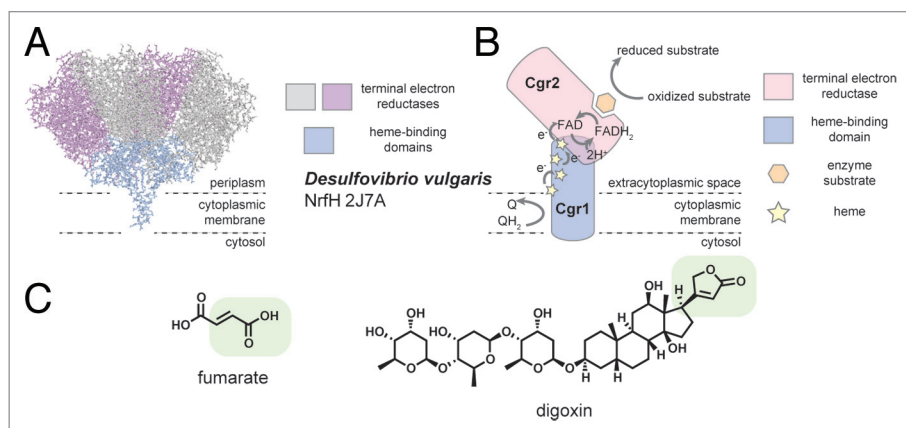 A
terminal electron
reductases
heme-binding
domains
Desulfovibrio vulgaris
NrfH 2J7A
periplasm
cytoplasmic
membrane
cytosol
B
Cgr2
reduced substrate
oxidized substrate
FAD
FADH2
e-
e-
2H+
e-
Cgr1
Q
QH2
extracytoplasmic space
cytoplasmic
membrane
cytosol
terminal electron
reductase
heme-binding
domain
enzyme
substrate
heme
C
O
OH
HO
O
fumarate
OH
HO
O
O
OH
HO
O
O
OH
O
O
H
H
OH
H
H
OH
H
O
O
digoxin